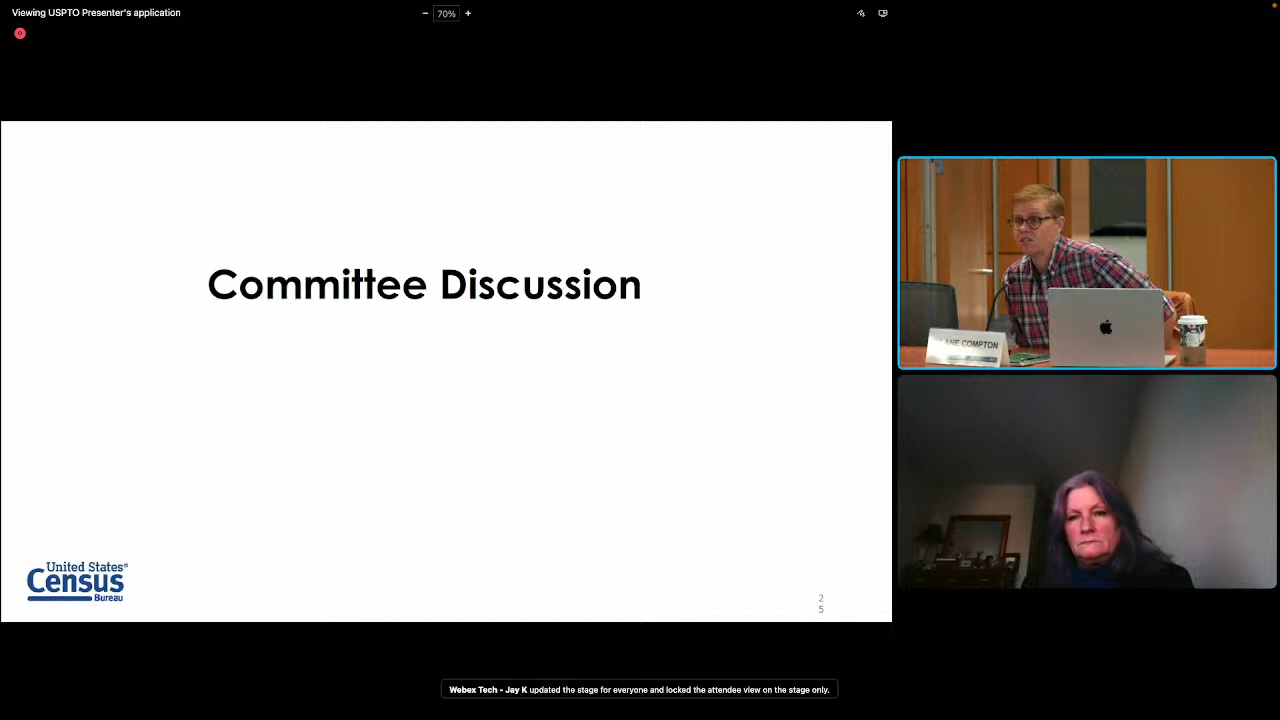 Viewing USPTO Presenter's application
70%
Committee Discussion
United States®
Census
Bureau
2
5
COMPTON
Webex Tech - Jay K updated the stage for everyone and locked the attendee view on the stage only.